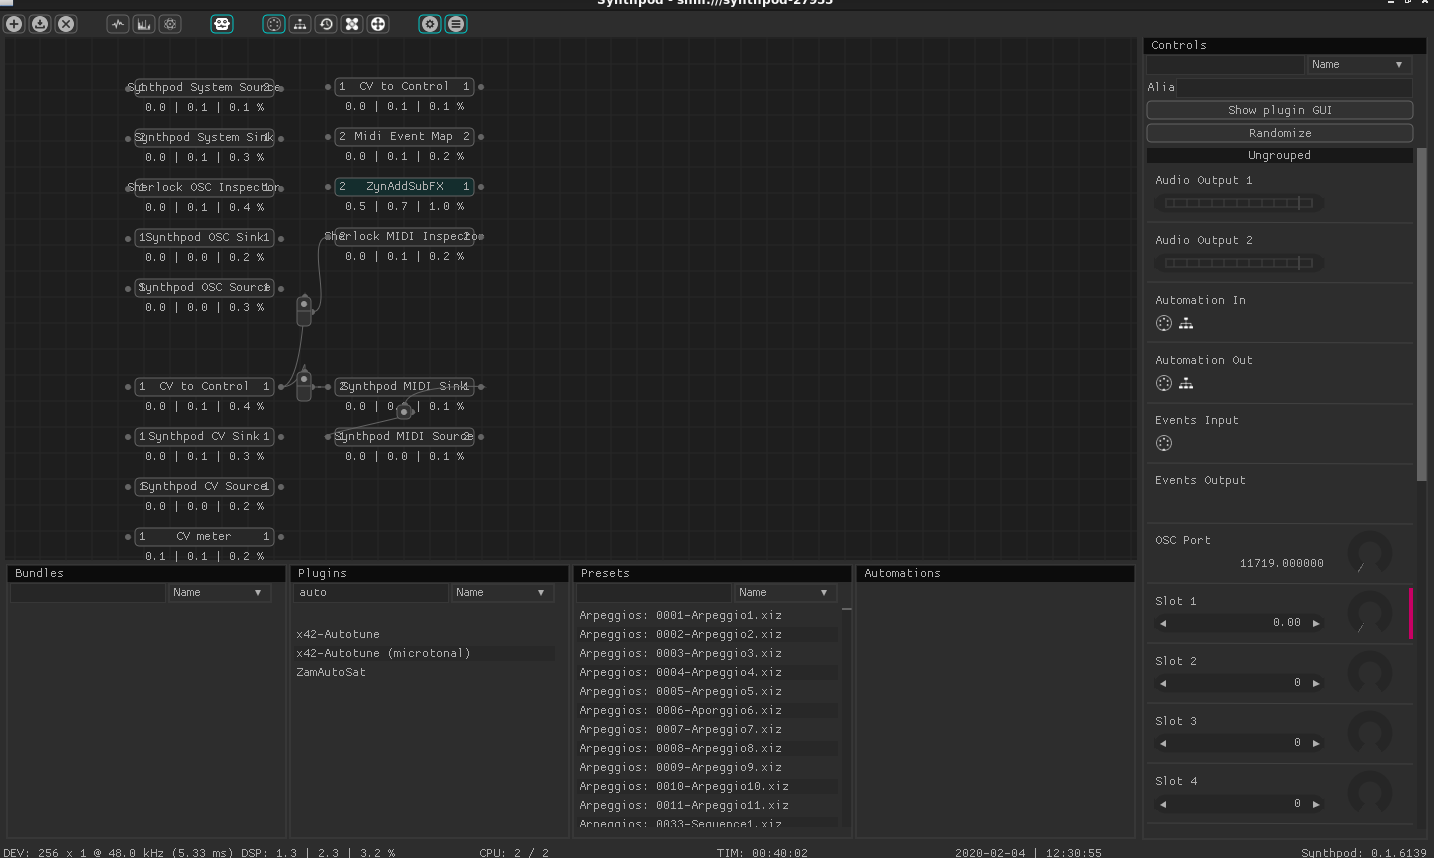 Synthpod - shm:///synthpod-27953
Synthpod System Source
0.0 | 0.1 | 0.1 %
Synthpod System Sink
0.0 | 0.1 | 0.3 %
Sherlock OSC Inspector
0.0 | 0.1 | 0.4 %
1 Synthpod OSC Sink 1
0.0 | 0.0 | 0.2 %
Synthpod OSC Source
0.0 | 0.0 | 0.3 %
1 CV to Control 1
0.0 | 0.1 | 0.4 %
1 Synthpod CV Sink 1
0.0 | 0.1 | 0.3 %
Synthpod CV Source
0.0 | 0.0 | 0.2 %
1 CV meter 1
0.1 | 0.1 | 0.2 %
1 CV to Control 1
0.0 | 0.1 | 0.1 %
2 Midi Event Map 2
0.0 | 0.1 | 0.2 %
2 ZynAddSubFX 1
0.5 | 0.7 | 1.0 %
Sherlock MIDI Inspector
0.0 | 0.1 | 0.2 %
Synthpod MIDI Sink
0.0 | | 0.1 %
Synthpod MIDI Source
0.0 | 0.0 | 0.1 %
Controls
Name
Alia
Show plugin GUI
Randomize
Ungrouped
Audio Output 1
Audio Output 2
Automation In
Automation Out
Events Input
Events Output
OSC Port
11719.000000
Slot 1
0.00
Slot 2
0
Slot 3
0
Slot 4
0
Bundles
Name
Plugins
auto Name
x42-Autotune
x42-Autotune (microtonal)
ZamAutoSat
Presets
Name
Arpeggios: 0001-Arpeggio1.xiz
Arpeggios: 0002-Arpeggio2.xiz
Arpeggios: 0003-Arpeggio3.xiz
Arpeggios: 0004-Arpeggio4.xiz
Arpeggios: 0005-Arpeggio5.xiz
Arpeggios: 0006-Aporggio6.xiz
Arpeggios: 0007-Arpeggio7.xiz
Arpeggios: 0008-Arpeggio8.xiz
Arpeggios: 0009-Arpeggio9.xiz
Arpeggios: 0010-Arpeggio10.xiz
Arpeggios: 0011-Arpeggio11.xiz
Arpeggios: 0033-Sequence1.xiz
Automations
DEV: 256 x 1 @ 48.0 kHz (5.33 ms) DSP: 1.3 | 2.3 | 3.2 % CPU: 2 / 2 TIM: 00:40:02 2020-02-04 | 12:30:55 Synthpod: 0.1.6139